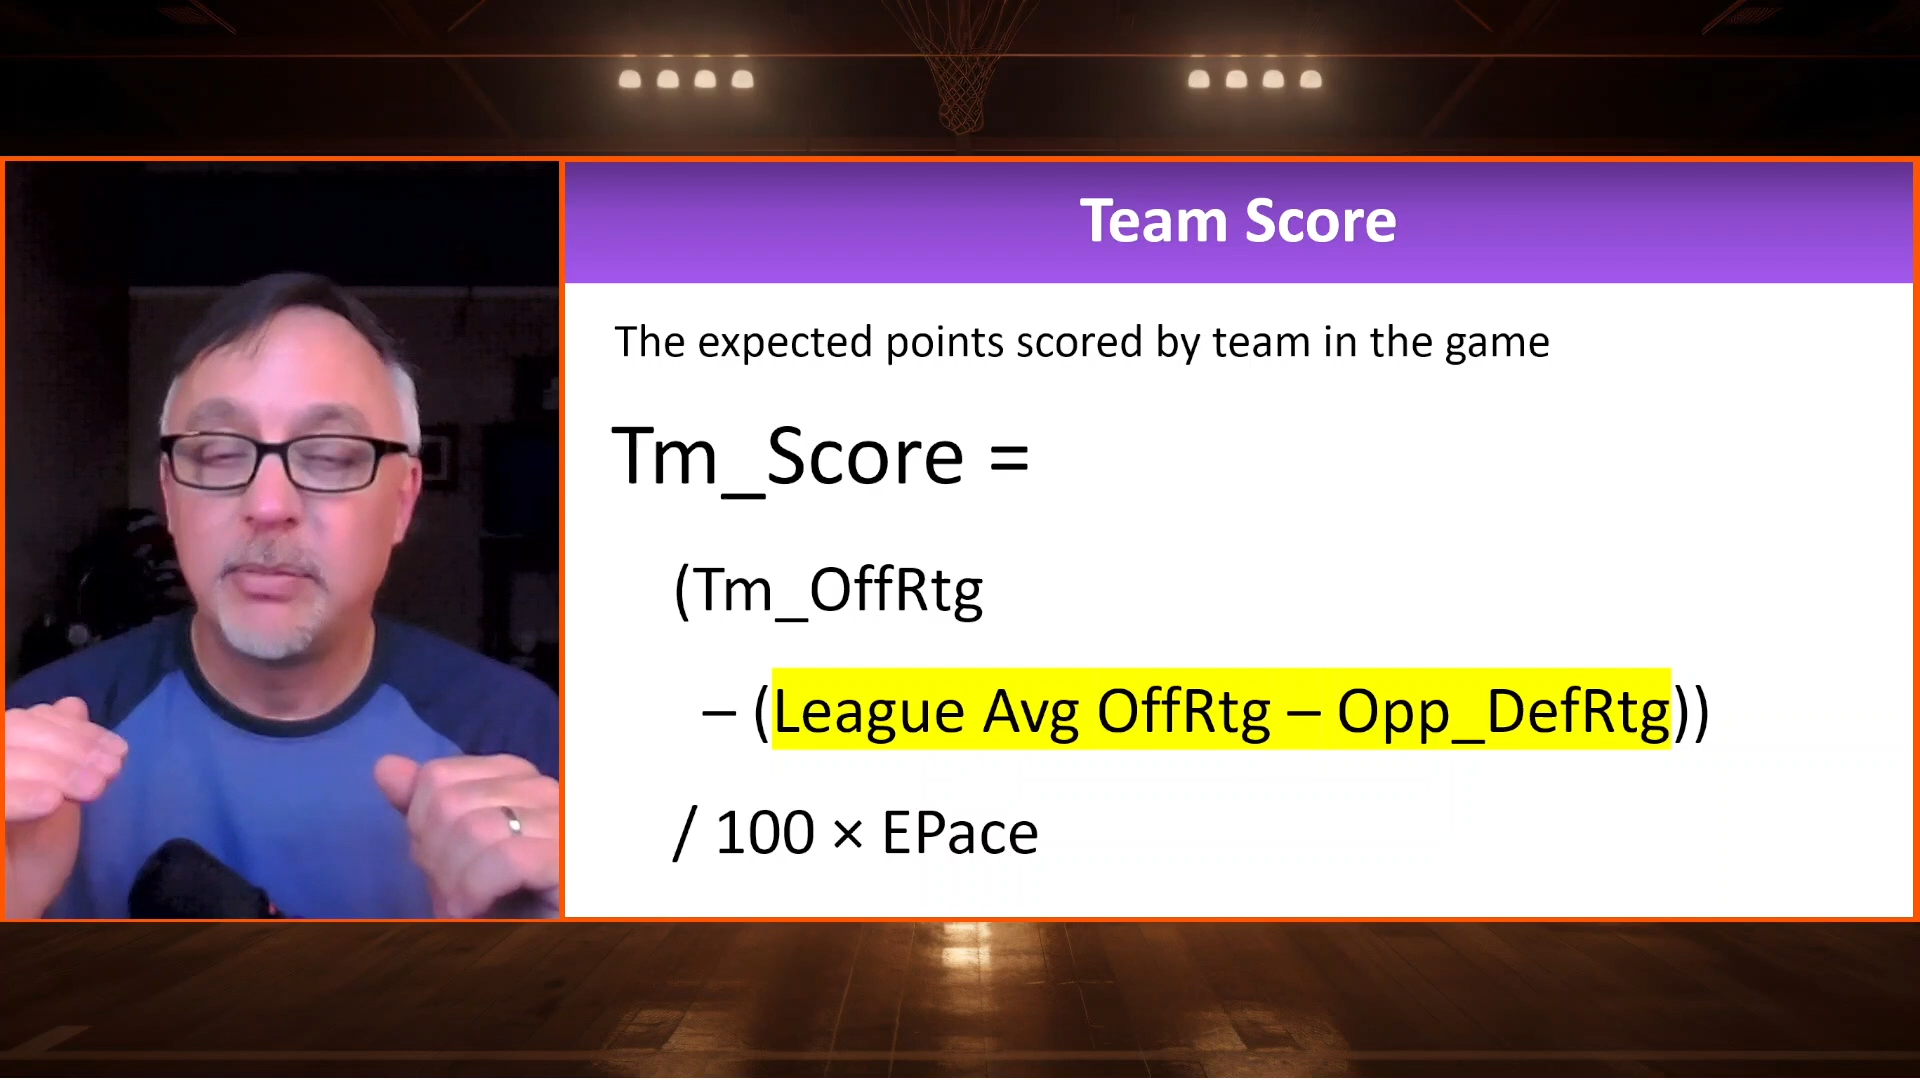 Team Score
The expected points scored by team in the game
Tm_Score =
(Tm_OffRtg
– (League Avg OffRtg – Opp_DefRtg))
/ 100 × EPace